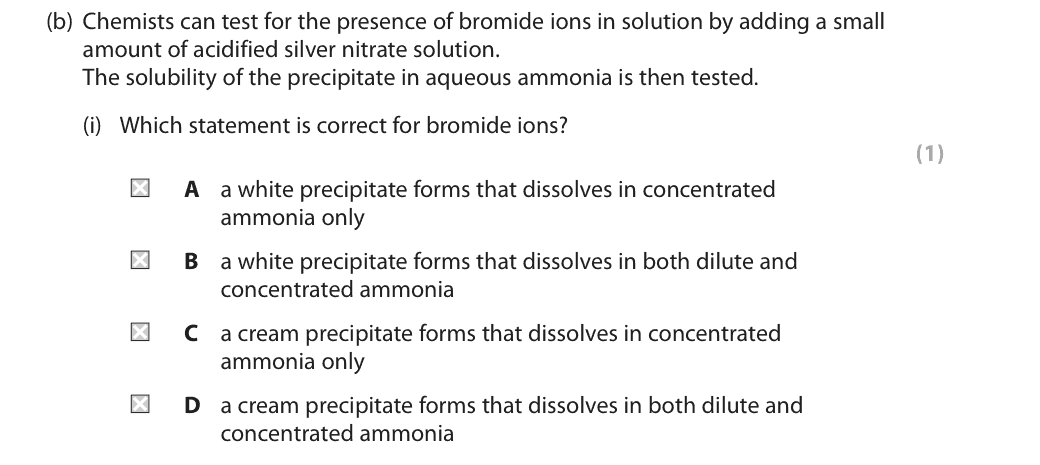 (b) Chemists can test for the presence of bromide ions in solution by adding a small
amount of acidified silver nitrate solution.
The solubility of the precipitate in aqueous ammonia is then tested.
(i) Which statement is correct for bromide ions?
(1)
A a white precipitate forms that dissolves in concentrated
ammonia only
B a white precipitate forms that dissolves in both dilute and
concentrated ammonia
C a cream precipitate forms that dissolves in concentrated
ammonia only
D a cream precipitate forms that dissolves in both dilute and
concentrated ammonia